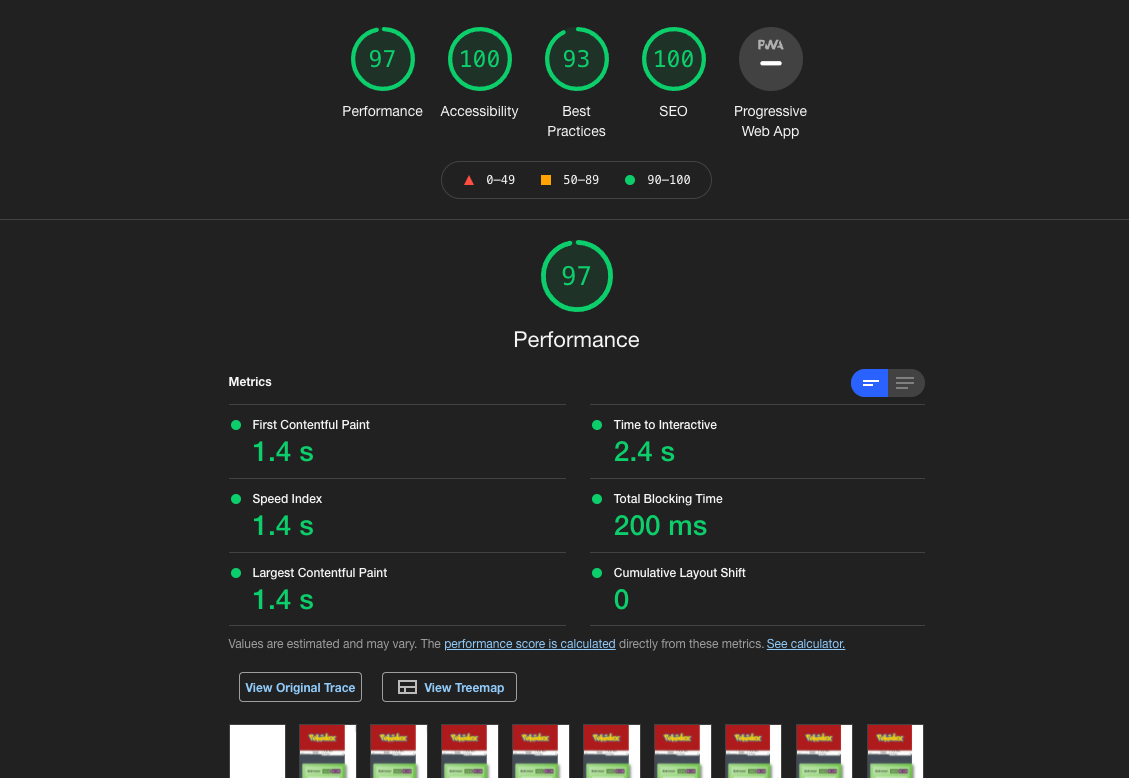 97 100 93 100 PWA
Performance Accessibility Best Practices SEO Progressive Web App
0–49 50–89 90–100
97
Performance
Metrics
First Contentful Paint
1.4 s
Time to Interactive
2.4 s
Speed Index
1.4 s
Total Blocking Time
200 ms
Largest Contentful Paint
1.4 s
Cumulative Layout Shift
0
Values are estimated and may vary. The performance score is calculated directly from these metrics. See calculator.
View Original Trace View Treemap